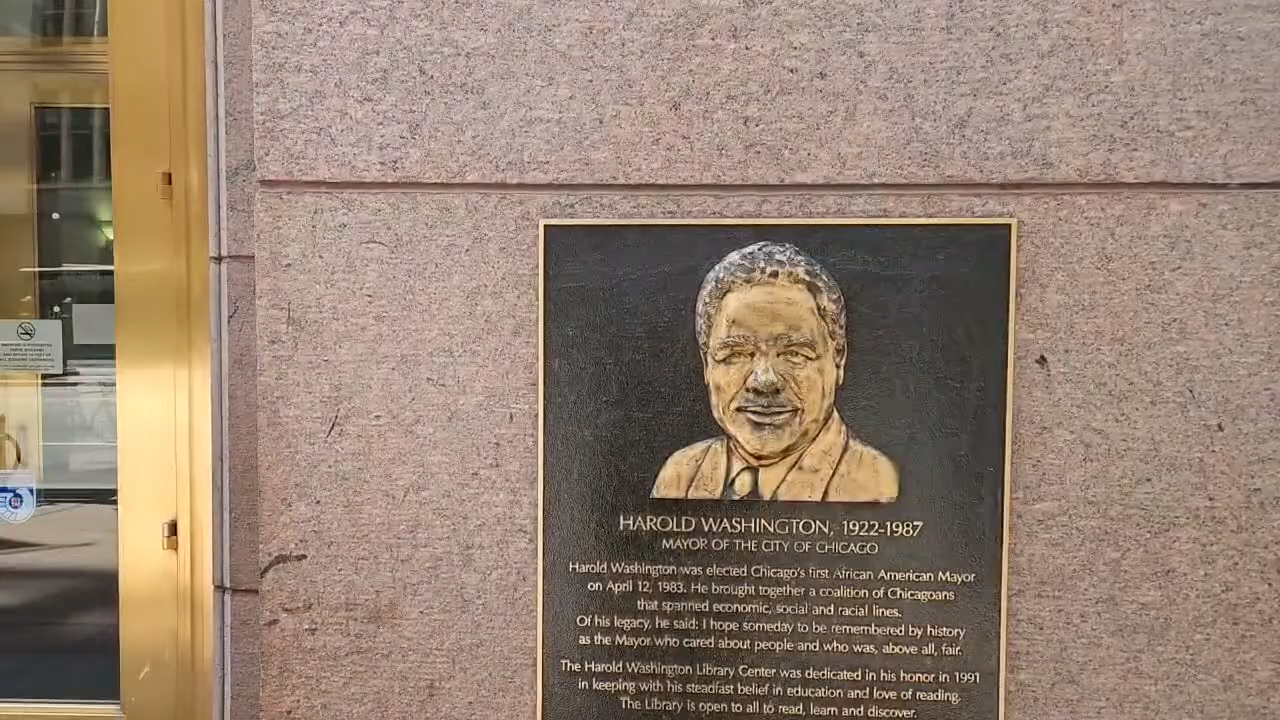 HAROLD WASHINGTON, 1922-1987
MAYOR OF THE CITY OF CHICAGO
Harold Washington was elected Chicago's first African American Mayor
on April 12, 1983. He brought together a coalition of Chicagoans
that spanned economic, social and racial lines.
Of his legacy, he said: I hope someday to be remembered by history
as the Mayor who cared about people and who was, above all, fair.
The Harold Washington Library Center was dedicated in his honor in 1991
in keeping with his steadfast belief in education and love of reading.
The Library is open to all to read, learn and discover.